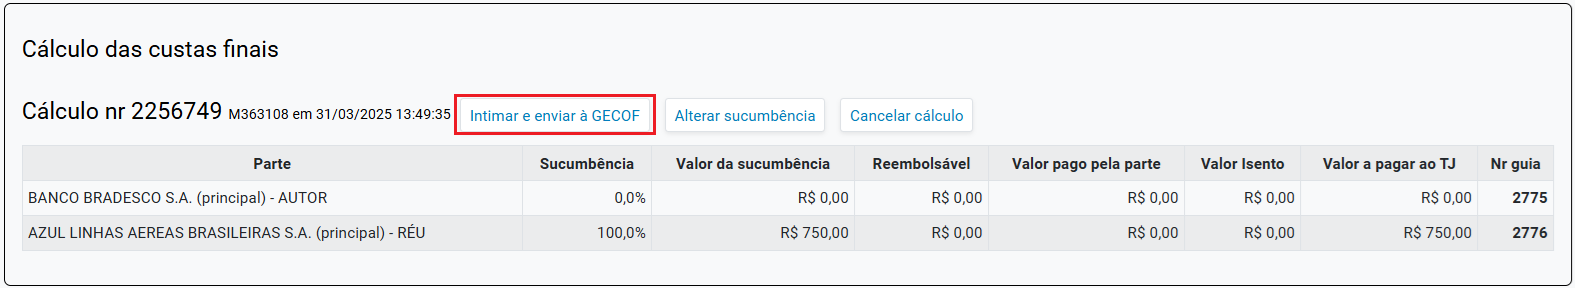 Cálculo das custas finais
Cálculo nr 2256749 M363108 em 31/03/2025 13:49:35 Intimar e enviar à GECOF Alterar sucumbência Cancelar cálculo
Parte Sucumbência Valor da sucumbência Reembolsável Valor pago pela parte Valor Isento Valor a pagar ao TJ Nr guia
BANCO BRADESCO S.A. (principal) - AUTOR 0,0% R$ 0,00 R$ 0,00 R$ 0,00 R$ 0,00 R$ 0,00 2775
AZUL LINHAS AEREAS BRASILEIRAS S.A. (principal) - RÉU 100,0% R$ 750,00 R$ 0,00 R$ 0,00 R$ 0,00 R$ 750,00 2776